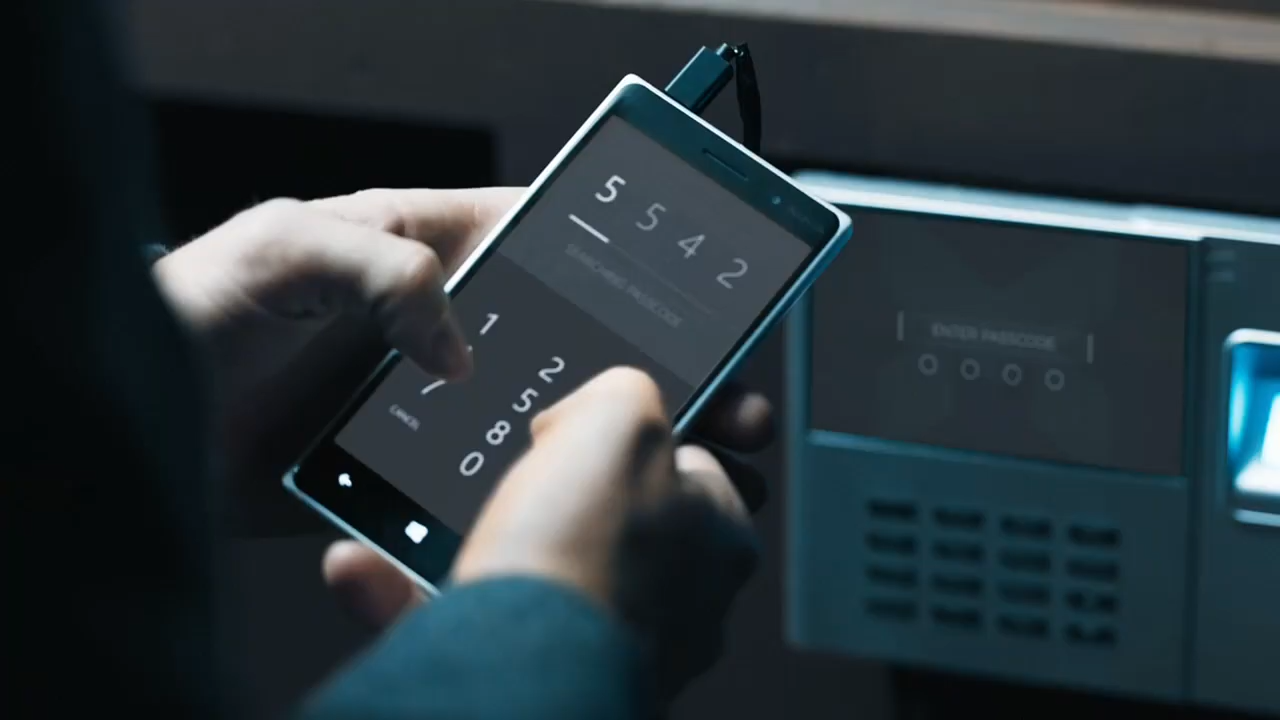 5 5 4 2
SEARCHING PASSCODE
1 2
5
7 8
CANCEL 0
ENTER PASSCODE